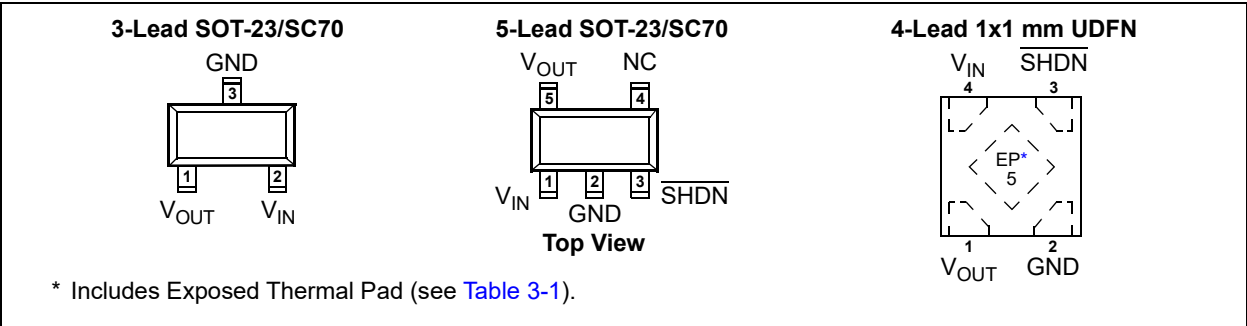 3-Lead SOT-23/SC70
GND
3
1
2
VOUT
VIN
5-Lead SOT-23/SC70
VOUT
NC
5
4
1
2
3
VIN
GND
SHDN
Top View
4-Lead 1x1 mm UDFN
VIN
SHDN
4
3
EP*
5
1
2
VOUT
GND
* Includes Exposed Thermal Pad (see Table 3-1).